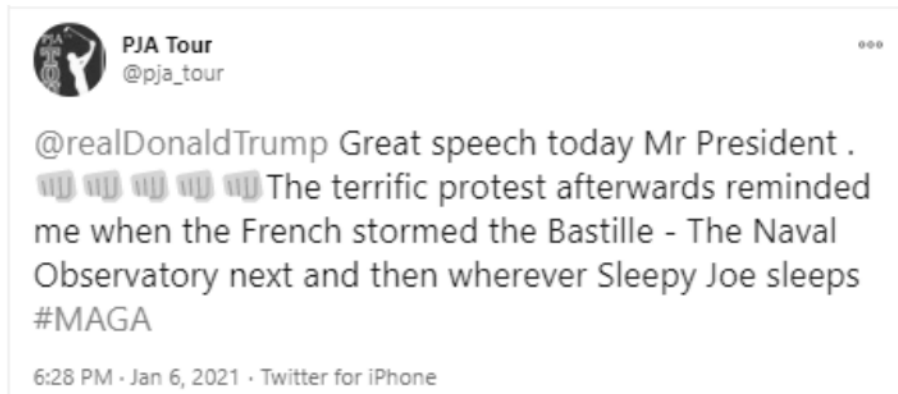 PJA Tour
@pja_tour
@realDonaldTrump Great speech today Mr President .
👊👊👊👊👊The terrific protest afterwards reminded
me when the French stormed the Bastille - The Naval
Observatory next and then wherever Sleepy Joe sleeps
#MAGA
6:28 PM · Jan 6, 2021 · Twitter for iPhone